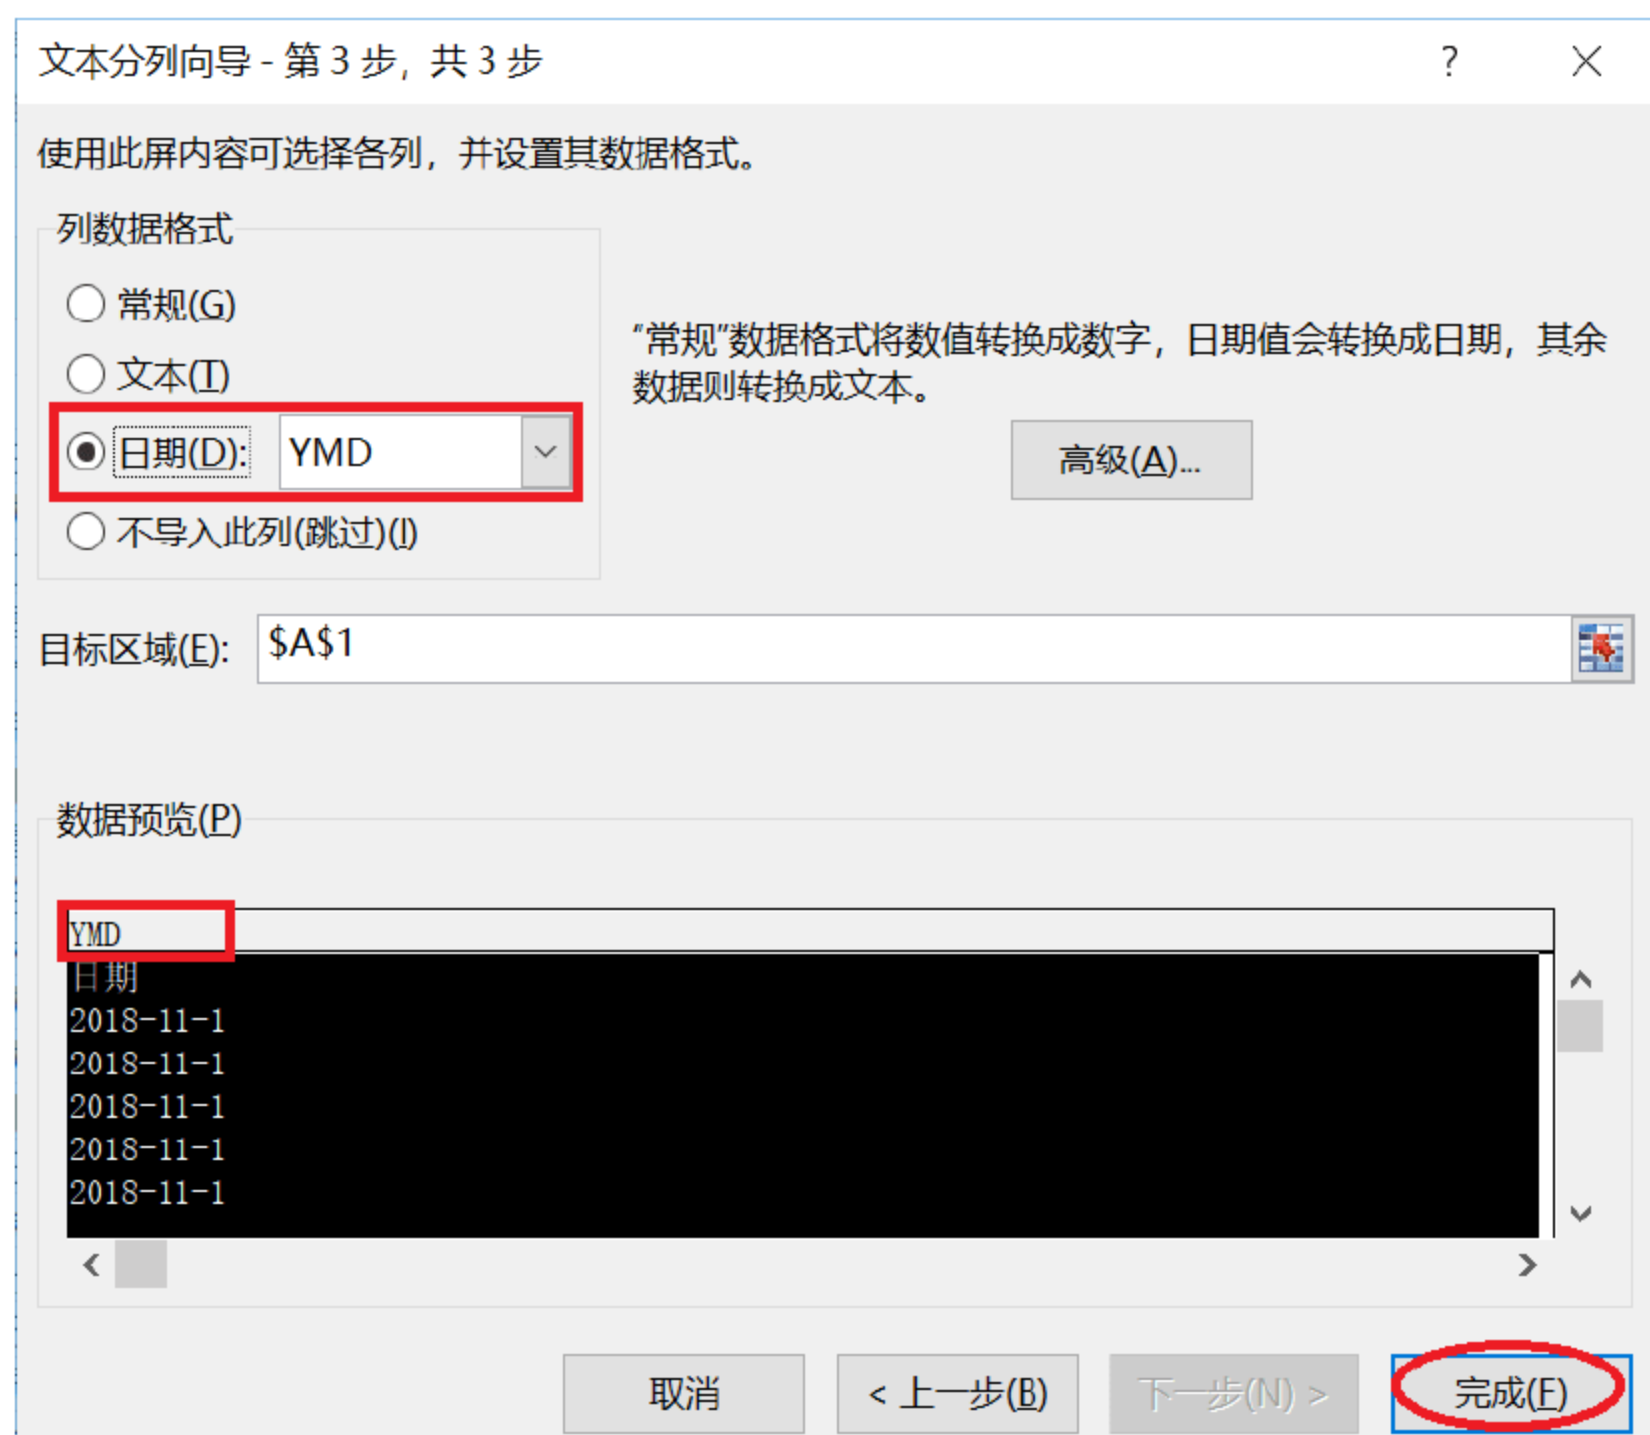 文本分列向导 - 第 3 步，共 3 步
?
使用此屏内容可选择各列，并设置其数据格式。
列数据格式
常规(G)
文本(T)
日期(D):
YMD
不导入此列(跳过)(I)
“常规”数据格式将数值转换成数字，日期值会转换成日期，其余
数据则转换成文本。
高级(A)...
目标区域(E):
$A$1
数据预览(P)
YMD
日期
2018-11-1
2018-11-1
2018-11-1
2018-11-1
2018-11-1
取消
< 上一步(B)
下一步(N) >
完成(F)